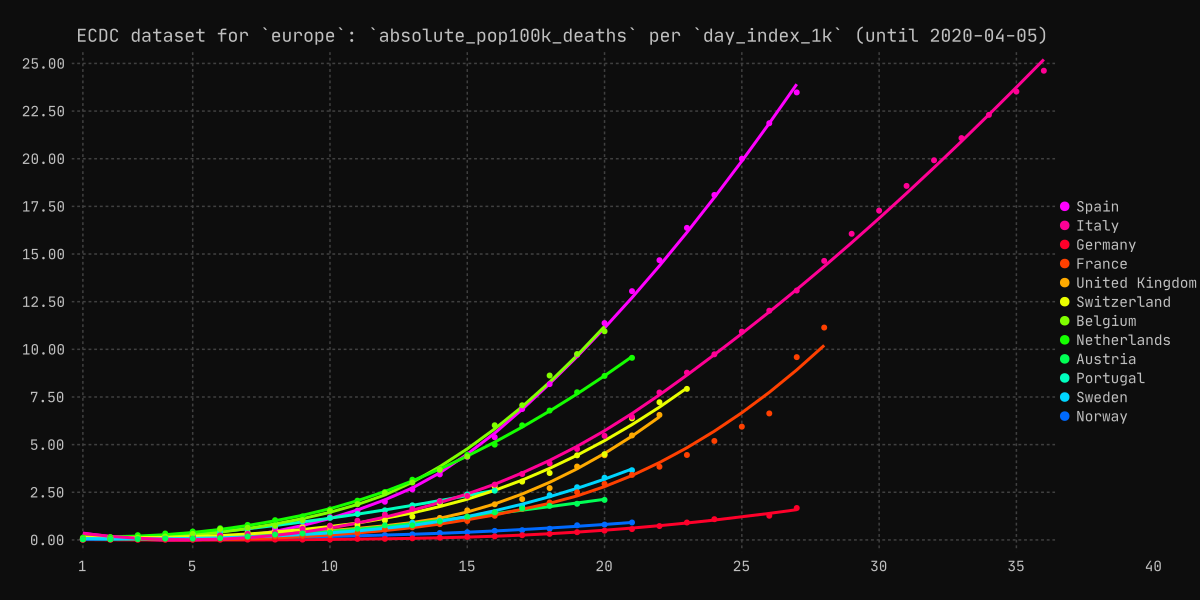 ECDC dataset for `europe`: `absolute_pop100k_deaths` per `day_index_1k` (until 2020-04-05)
25.00
22.50
20.00
17.50
15.00
12.50
10.00
7.50
5.00
2.50
0.00
1 5 10 15 20 25 30 35 40
Spain
Italy
Germany
France
United Kingdom
Switzerland
Belgium
Netherlands
Austria
Portugal
Sweden
Norway